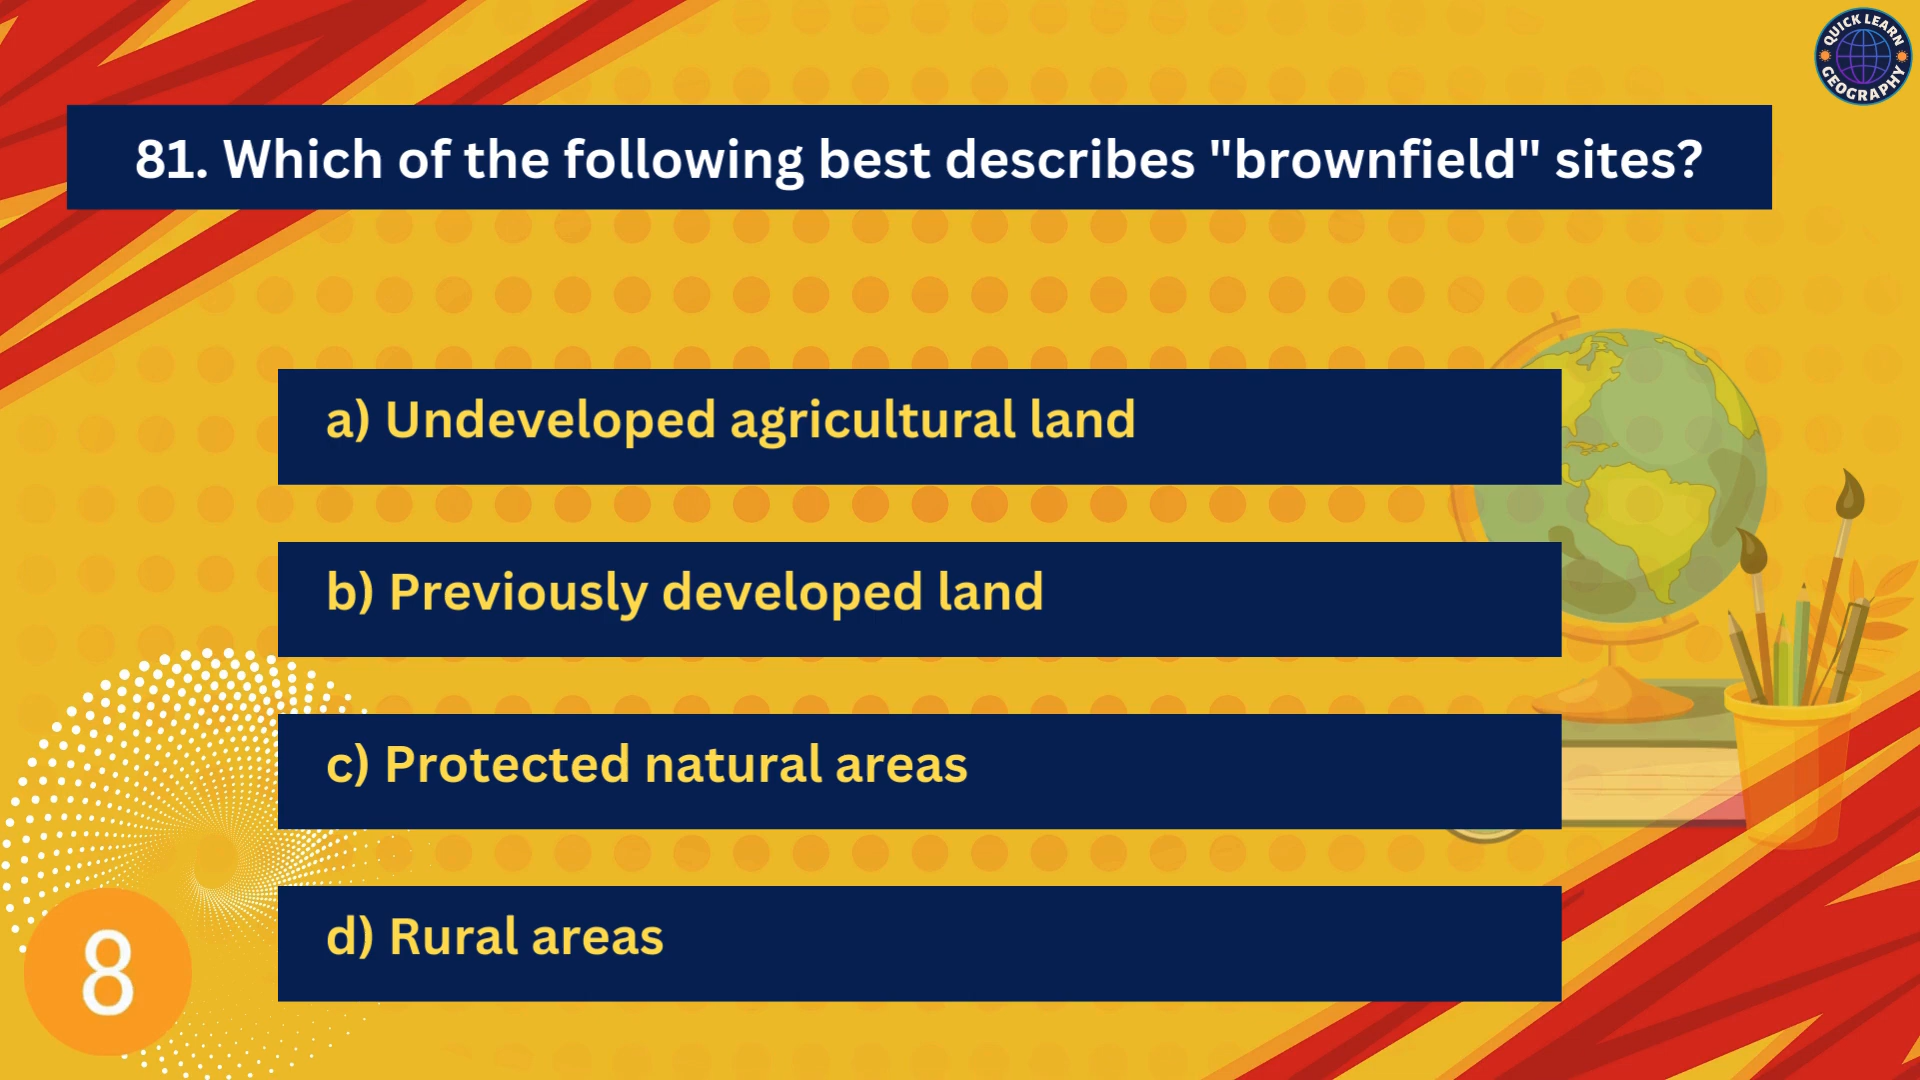 QUICK LEARN
GEOGRAPHY
81. Which of the following best describes "brownfield" sites?
a) Undeveloped agricultural land
b) Previously developed land
c) Protected natural areas
d) Rural areas
8